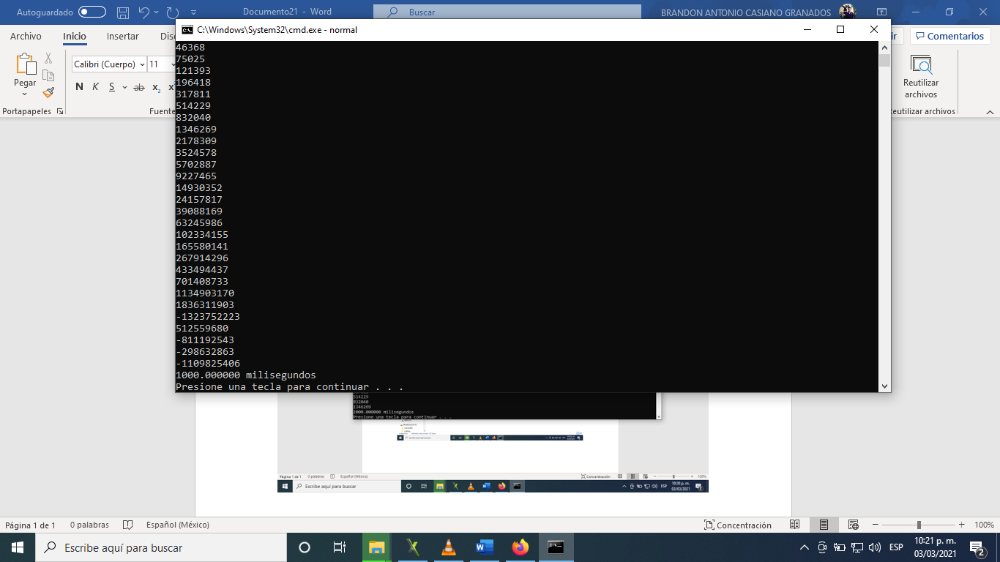 Autoguardado
Documento21 - Word
Buscar
BRANDON ANTONIO CASIANO GRANADOS
Archivo
Inicio
Insertar
Comentarios
C:\Windows\System32\cmd.exe - normal
Pegar
Calibri (Cuerpo)
11
N K S ab x₂
Portapapeles
Fuente
Reutilizar
archivos
Reutilizar archivos
46368
75025
121393
196418
317811
514229
832040
1346269
2178309
3524578
5702887
9227465
14930352
24157817
39088169
63245986
102334155
165580141
267914296
433494437
701408733
1134903170
1836311903
-1323752223
512559680
-811192543
-298632863
-1109825406
1000.000000 milisegundos
Presione una tecla para continuar . . .
514229
832040
1346269
2000.000000 milisegundos
Presione una tecla para continuar . . .
Página 1 de 1
0 palabras
Español (México)
Concentración
100%
Escribe aquí para buscar
ESP
10:20 p. m.
03/03/2021
Página 1 de 1
0 palabras
Español (México)
Concentración
100%
Escribe aquí para buscar
ESP
10:21 p. m.
03/03/2021
2